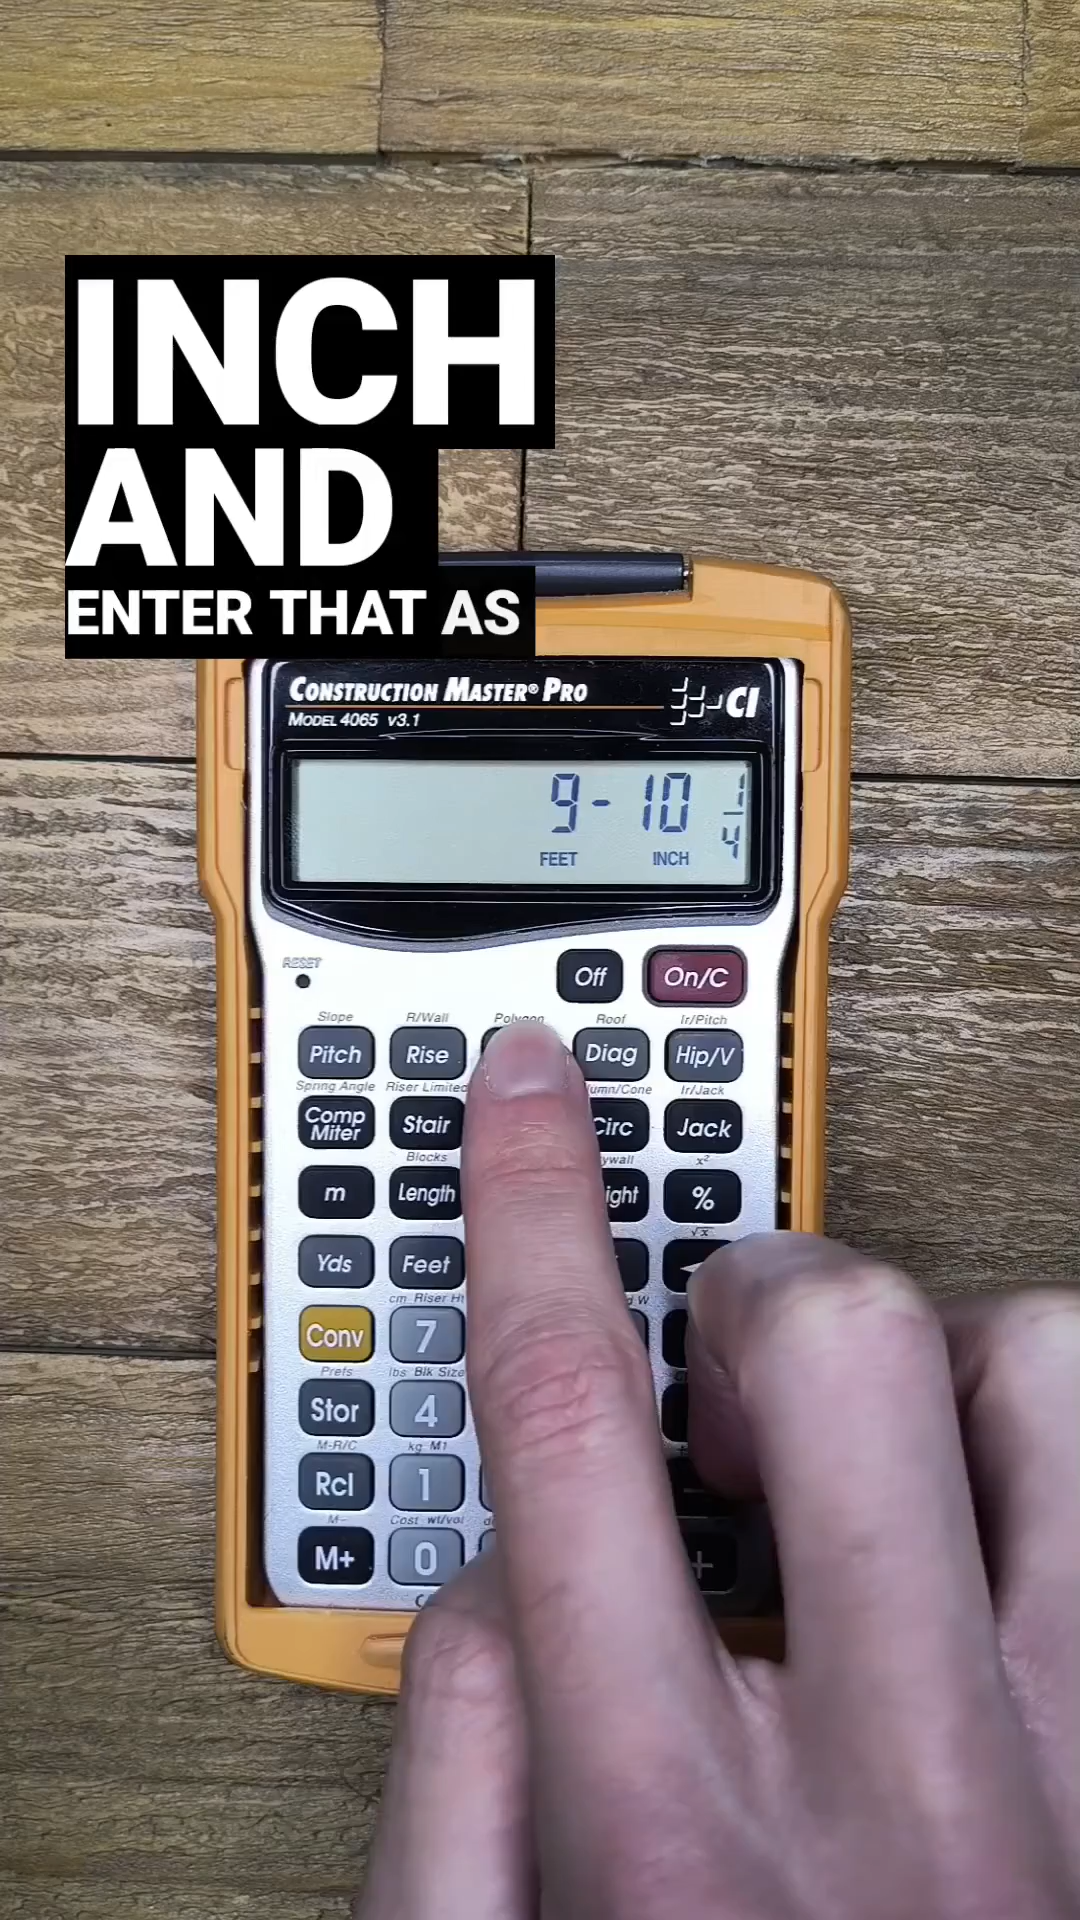 INCH
AND
ENTER THAT AS
CONSTRUCTION MASTER® PRO
MODEL 4065 v3.1
CI
9 - 10 1/4
FEET INCH
RESET
Off On/C
Slope R/Wall Polygon Roof Ir/Pitch
Pitch Rise Diag Hip/V
Spring Angle Riser Limited Ir/Jack
Comp Miter Stair Circ Jack
Blocks x²
m Length %
√x
Yds Feet
cm Riser Ht
Conv 7
Prefs lbs Blk Size
Stor 4
M-R/C kg M1
Rcl 1
M- Cost wt/vol
M+ 0 +